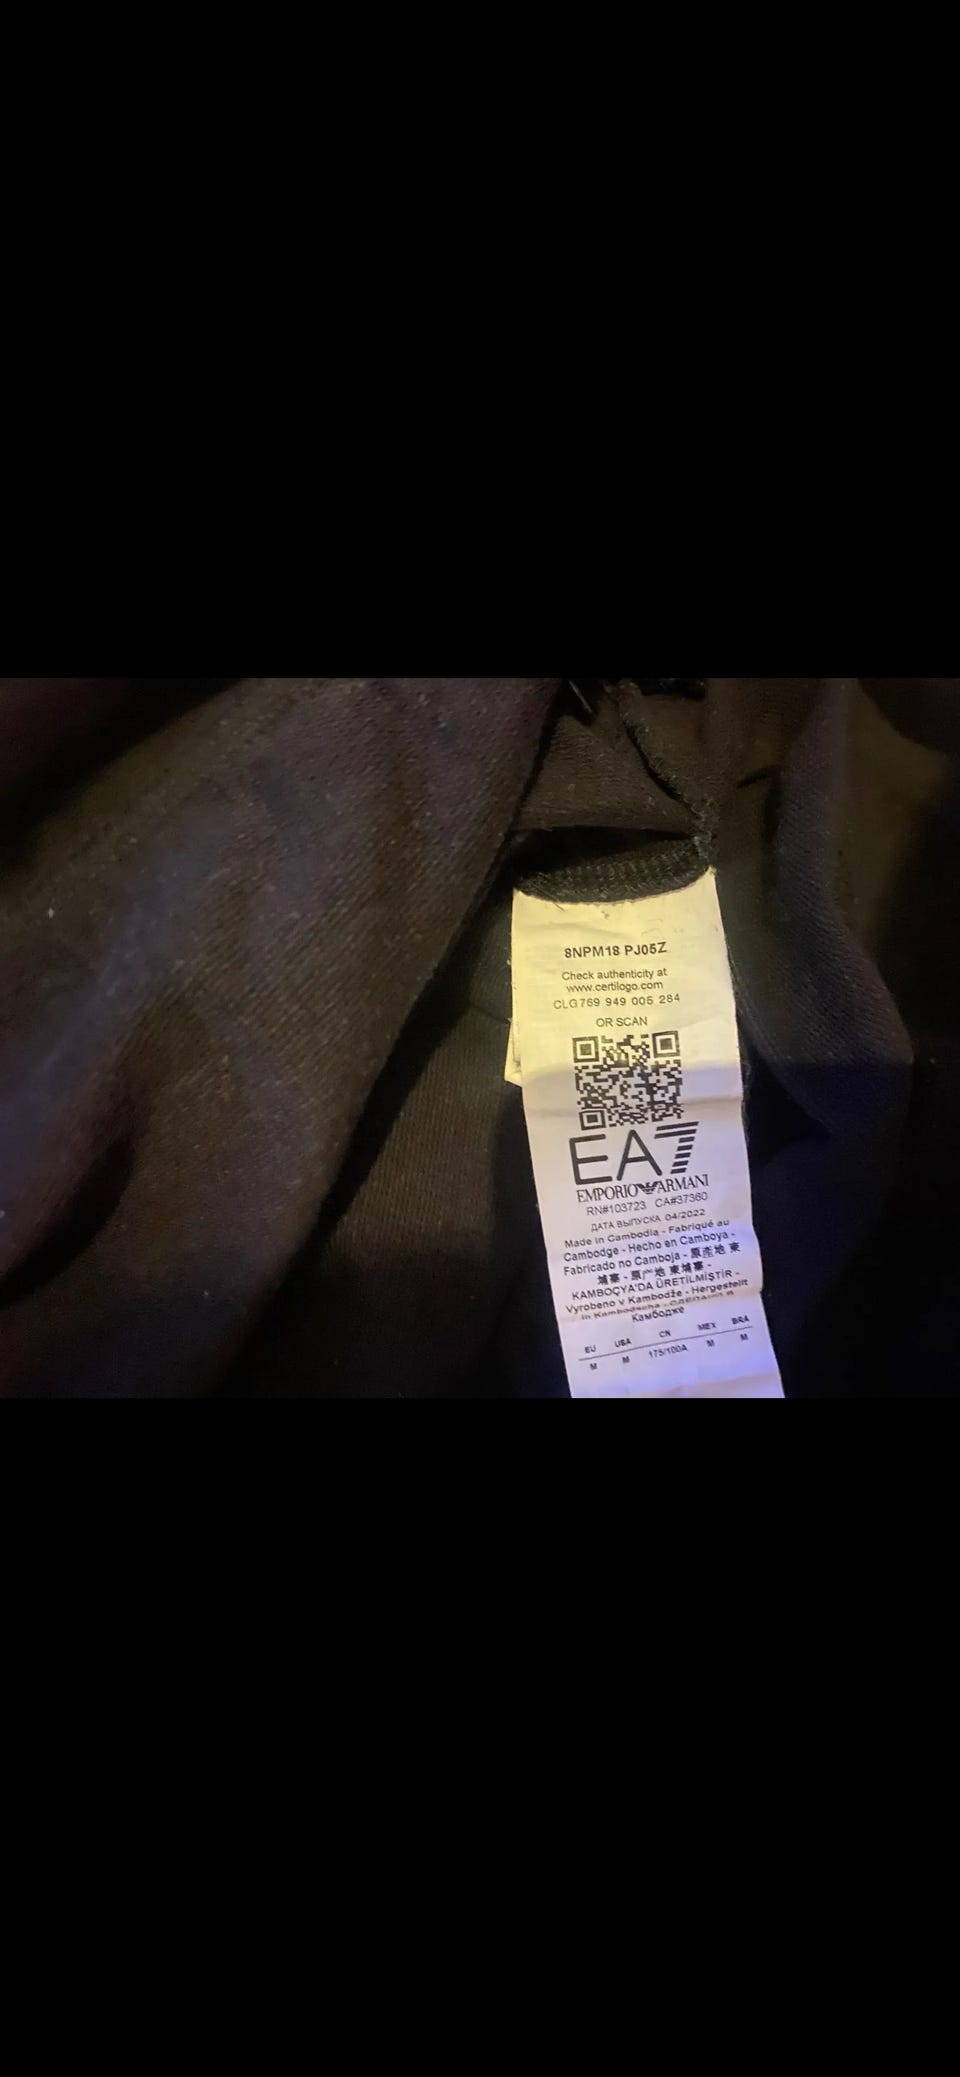 8NPM18 PJ05Z
Check authenticity at
www.certilogo.com
CLG769 949 005 284
OR SCAN
EA7
EMPORIO ARMANI
RN#103723 CA#37360
ДАТА ВЫПУСКА 04/2022
Made in Cambodia - Fabriqué au
Cambodge - Hecho en Camboya -
Fabricado no Camboja - 原產地 柬
埔寨 - 原产地 柬埔寨 -
KAMBOÇYA'DA ÜRETİLMİŞTİR -
Vyrobeno v Kambodže - Hergestellt
in Kambodscha -
Камбодже
EU USA CN MEX BRA
M M 175/100A M M